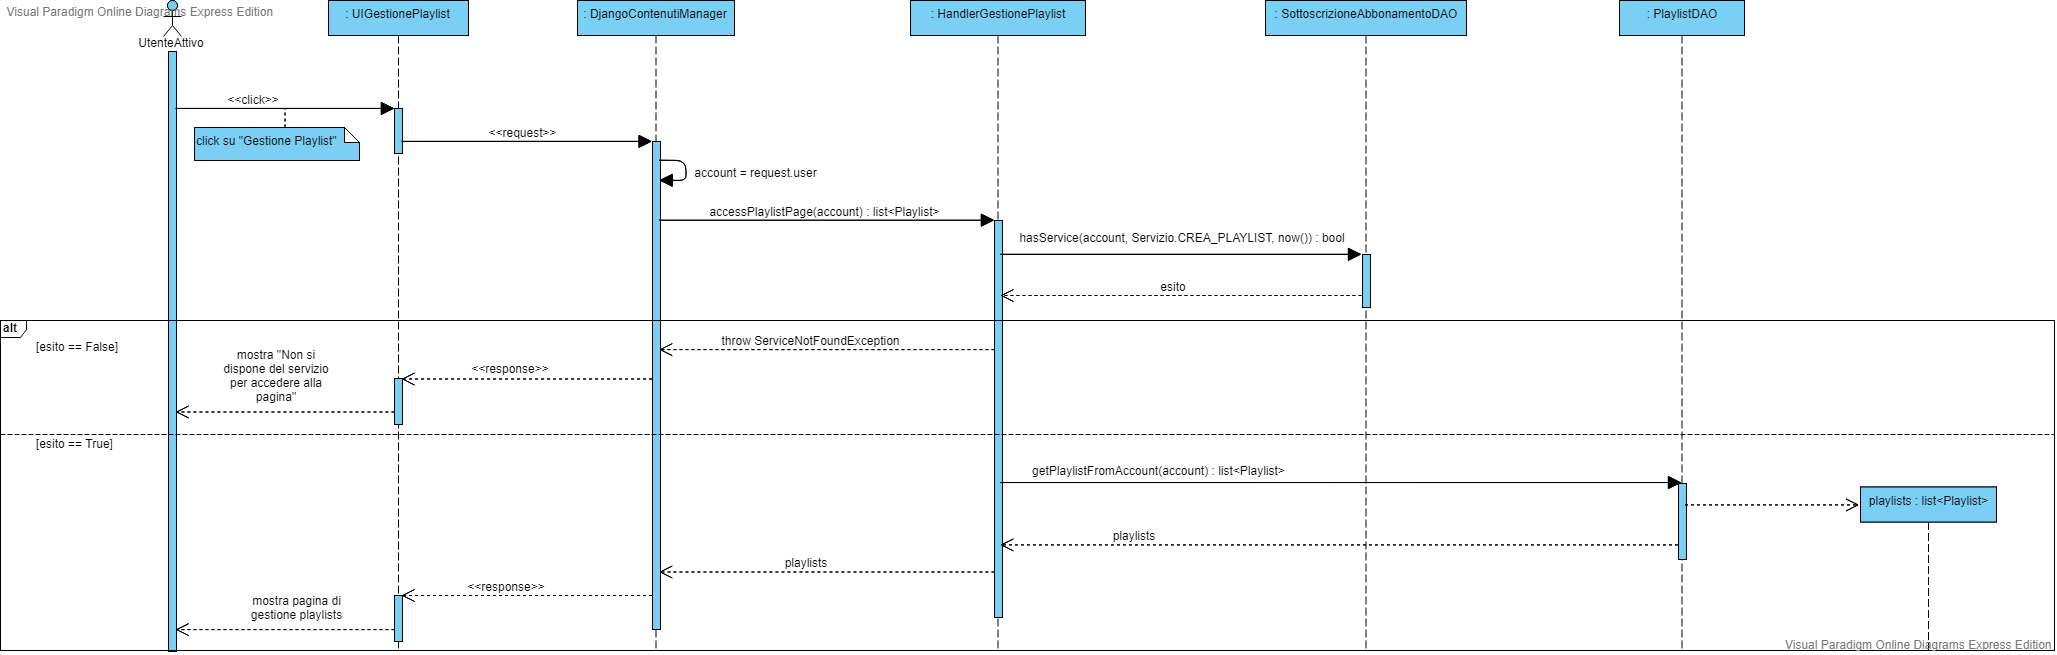 Visual Paradigm Online Diagrams Express Edition
UtenteAttivo
: UIGestionePlaylist
: DjangoContenutiManager
: HandlerGestionePlaylist
: SottoscrizioneAbbonamentoDAO
: PlaylistDAO
<<click>>
click su "Gestione Playlist"
<<request>>
account = request.user
accessPlaylistPage(account) : list<Playlist>
hasService(account, Servizio.CREA_PLAYLIST, now()) : bool
esito
alt
[esito == False]
throw ServiceNotFoundException
<<response>>
mostra "Non si
dispone del servizio
per accedere alla
pagina"
[esito == True]
getPlaylistFromAccount(account) : list<Playlist>
playlists : list<Playlist>
playlists
playlists
<<response>>
mostra pagina di
gestione playlists
Visual Paradigm Online Diagrams Express Edition